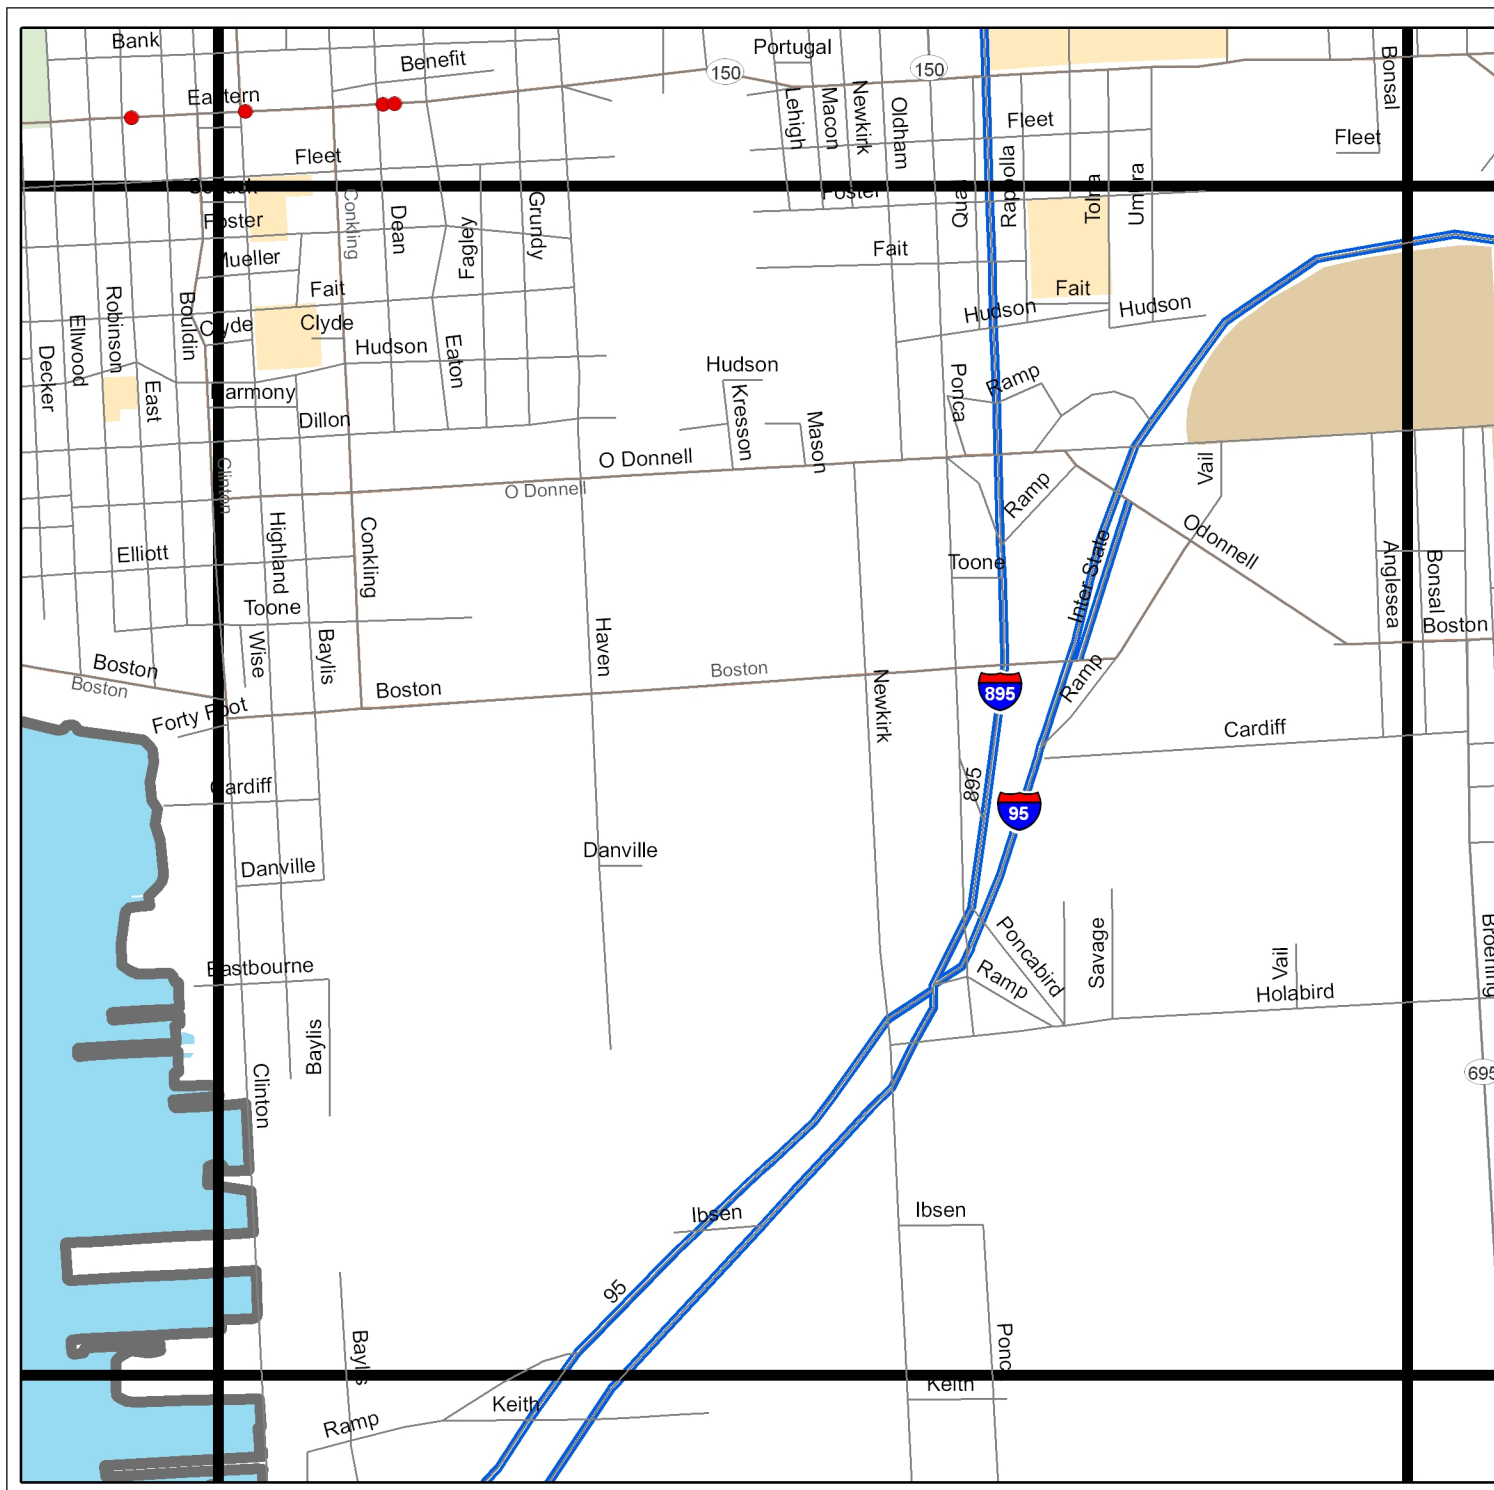 Bank
Benefit
Portugal
150
150
Bonsal
Eastern
Lehigh
Macon
Newkirk
Oldham
Fleet
Fleet
Fleet
Foster
Quail
Rappolla
Tolna
Umbra
Foster
Conkling
Dean
Fagley
Grundy
Mueller
Fait
Fait
Fait
Hudson
Hudson
Robinson
Bouldin
Clyde
Clyde
Ellwood
Decker
East
Hudson
Eaton
Harmony
Dillon
Hudson
Kresson
Mason
Ponca
Ramp
O Donnell
O Donnell
Clinton
Ramp
Vail
Odonnell
Elliott
Highland
Conkling
Toone
Inter State
Anglesea
Bonsal
Toone
Wise
Baylis
Haven
Boston
Boston
Boston
Boston
Boston
Forty Foot
Newkirk
895
Ramp
Cardiff
Cardiff
895
95
Danville
Danville
Poncabird
Ramp
Savage
Vail
Holabird
Broening
Eastbourne
Baylis
Clinton
695
Ibsen
Ibsen
95
Baylis
Ponc
Keith
Keith
Ramp